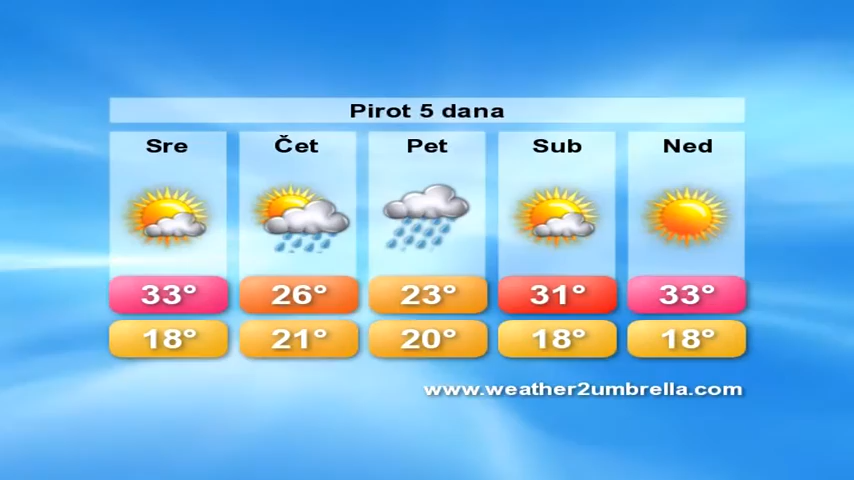 Pirot 5 dana
Sre Čet Pet Sub Ned
33° 26° 23° 31° 33°
18° 21° 20° 18° 18°
www.weather2umbrella.com